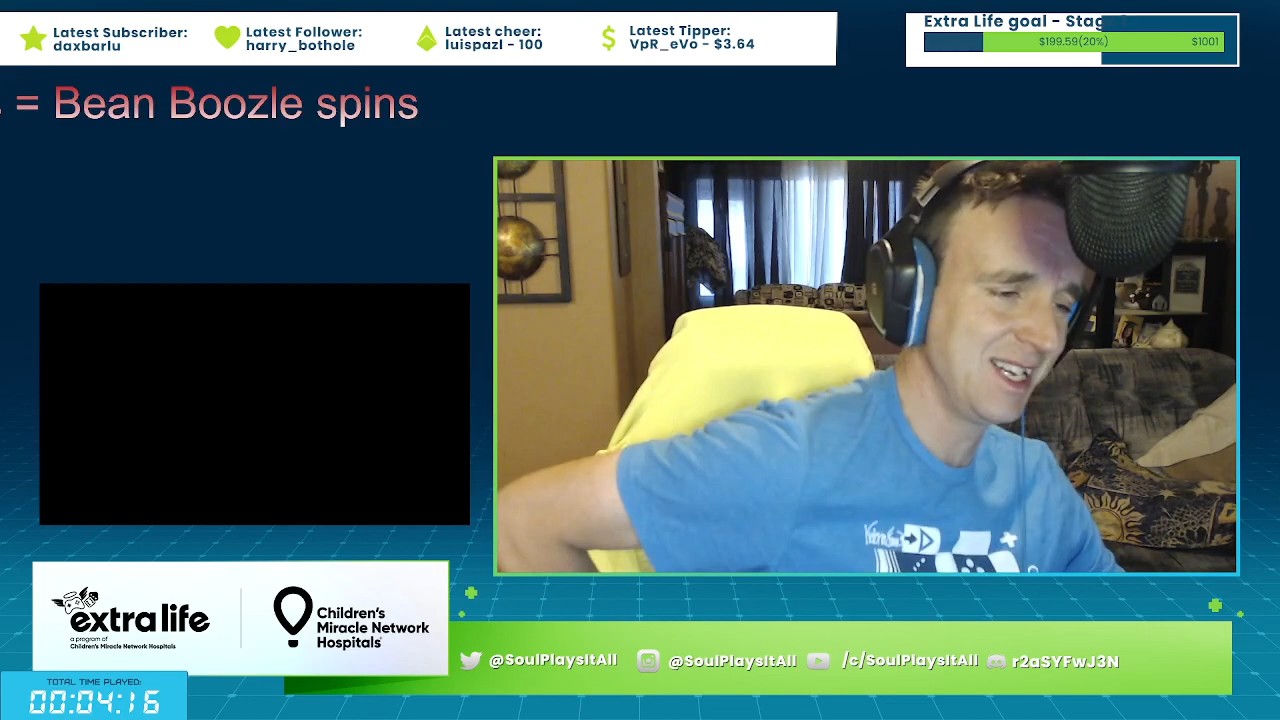 Latest Subscriber:
daxbarlu
Latest Follower:
harry_bothole
Latest cheer:
luispazl - 100
Latest Tipper:
VpR_eVo - $3.64
Extra Life goal - Stag
$199.59(20%)
$1001
= Bean Boozle spins
extra life
a program of
Children's Miracle Network Hospitals
Children's
Miracle Network
Hospitals
@SoulPlaysItAll
@SoulPlaysItAll
/c/SoulPlaysItAll
r2aSYFwJ3N
TOTAL TIME PLAYED:
00:04:16